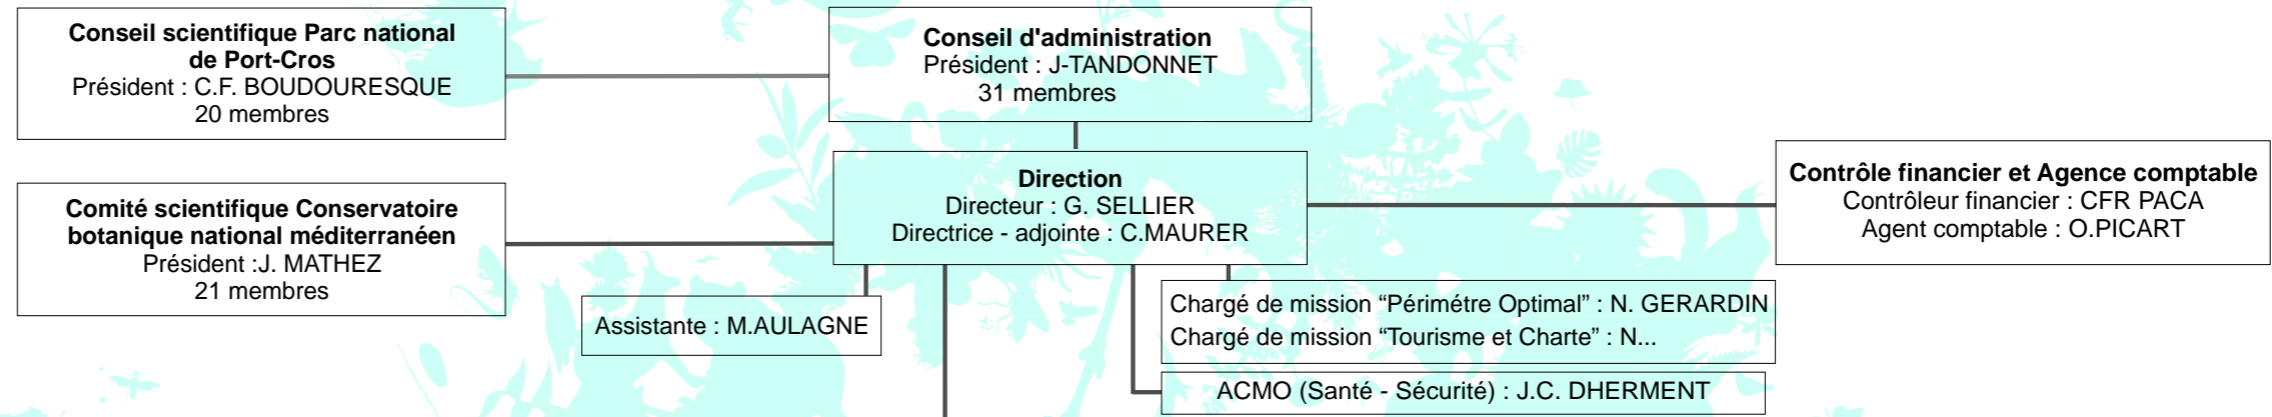 Conseil scientifique Parc national
de Port-Cros
Président : C.F. BOUDOURESQUE
20 membres
Conseil d'administration
Président : J-TANDONNET
31 membres
Direction
Directeur : G. SELLIER
Directrice - adjointe : C.MAURER
Contrôle financier et Agence comptable
Contrôleur financier : CFR PACA
Agent comptable : O.PICART
Comité scientifique Conservatoire
botanique national méditerranéen
Président :J. MATHEZ
21 membres
Assistante : M.AULAGNE
Chargé de mission “Périmétre Optimal” : N. GERARDIN
Chargé de mission “Tourisme et Charte” : N...
ACMO (Santé - Sécurité) : J.C. DHERMENT